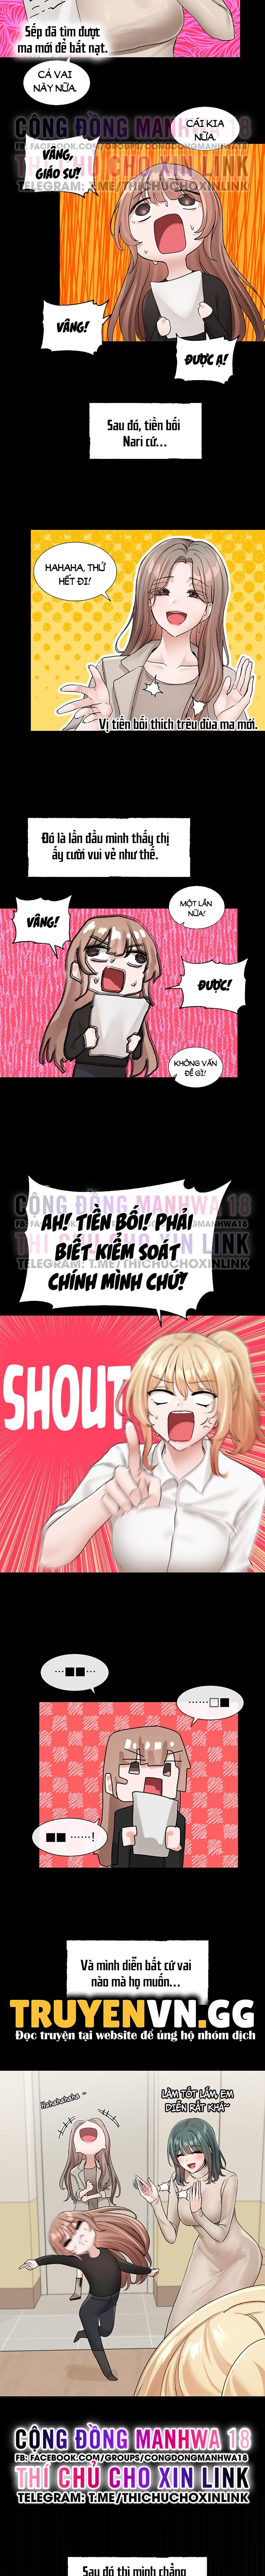 Sếp đã tìm được
ma mới để bắt nạt.
CẢ VAI
NÀY NỮA.
CỘNG ĐỒNG MANHWA 18
CÁI KIA
NỮA.
FB: FACEBOOK.COM/GROUPS/CONGDONGMANHWA18
VÂNG,
GIÁO SƯ!
THÍ CHỦ CHO XIN LINK
TELEGRAM: T.ME/THICHUCHOXINLINK
VÂNG!
ĐƯỢC Ạ!
Sau đó, tiền bối
Nari cứ...
HAHAHA, THỬ
HẾT ĐI!
Vị tiền bối thích trêu đùa ma mới.
Đó là lần đầu mình thấy chị
ấy cười vui vẻ như thế.
MỘT LẦN
NỮA!
VÂNG!
ĐƯỢC!
KHÔNG VẤN
ĐỀ GÌ!
CỘNG ĐỒNG MANHWA 18
FB: FACEBOOK.COM/GROUPS/CONGDONGMANHWA18
THÍ CHỦ CHO XIN LINK
TELEGRAM: T.ME/THICHUCHOXINLINK
AH! TIỀN BỐI! PHẢI
BIẾT KIỂM SOÁT
CHÍNH MÌNH CHỨ!
SHOUT
...■■...
......□■
■■ ......!
Và mình diễn bất cứ vai
nào mà họ muốn...
TRUYENVN.GG
Đọc truyện tại website để ủng hộ nhóm dịch
Hahahahaha ~
LÀM TỐT LẮM, EM
DIỄN RẤT KHÁ~
CỘNG ĐỒNG MANHWA 18
FB: FACEBOOK.COM/GROUPS/CONGDONGMANHWA18
THÍ CHỦ CHO XIN LINK
TELEGRAM: T.ME/THICHUCHOXINLINK
Sau đó thì mình chẳng